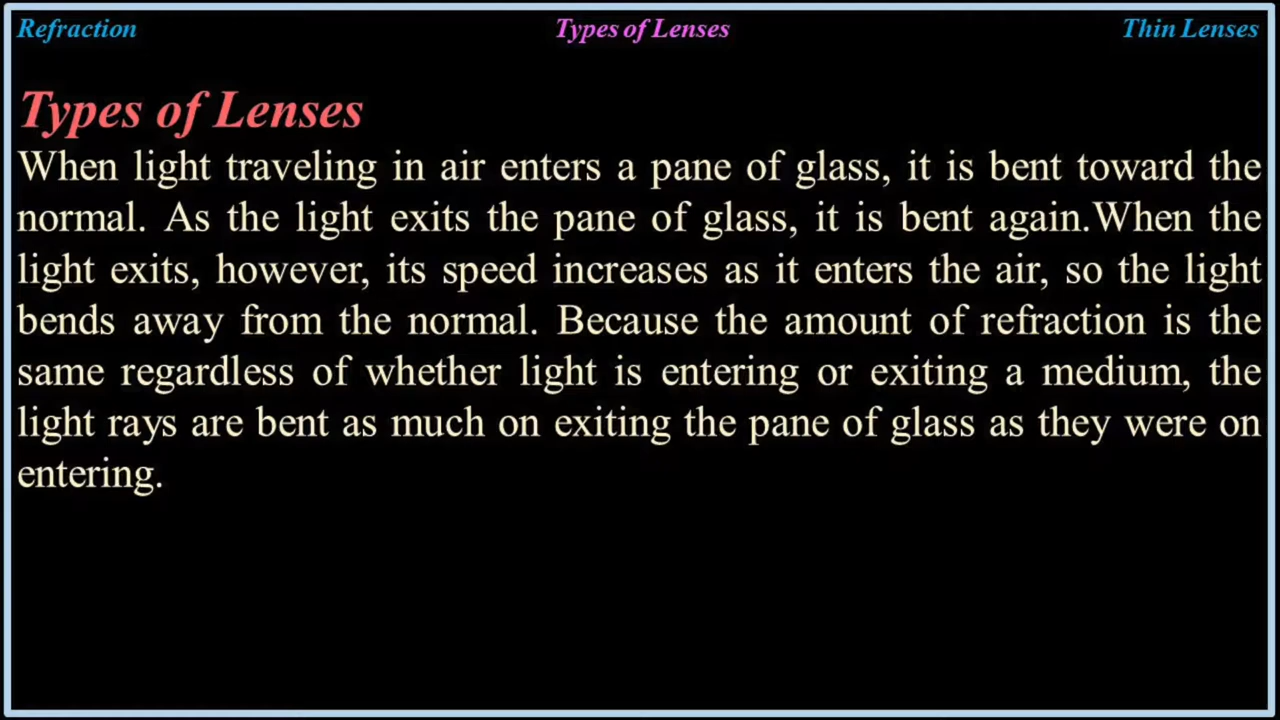 Refraction
Types of Lenses
Thin Lenses
Types of Lenses
When light traveling in air enters a pane of glass, it is bent toward the
normal. As the light exits the pane of glass, it is bent again.When the
light exits, however, its speed increases as it enters the air, so the light
bends away from the normal. Because the amount of refraction is the
same regardless of whether light is entering or exiting a medium, the
light rays are bent as much on exiting the pane of glass as they were on
entering.